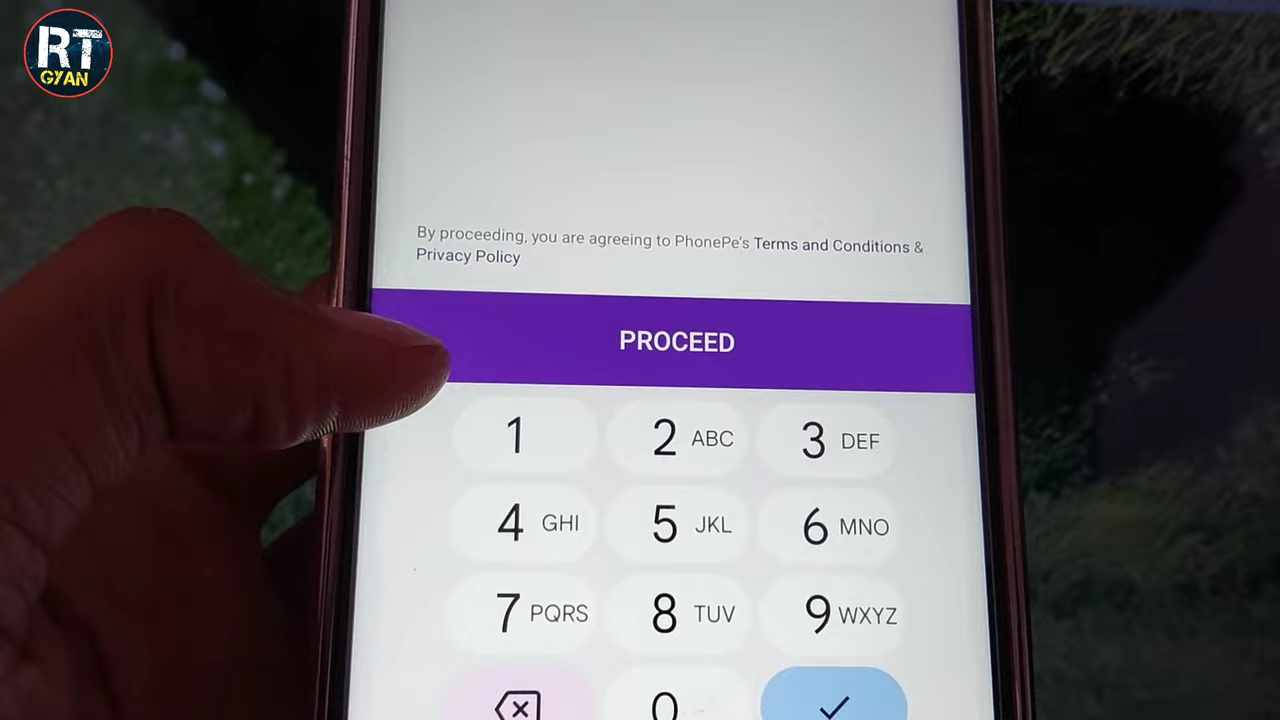 RT
GYAN
By proceeding, you are agreeing to PhonePe's Terms and Conditions &
Privacy Policy
PROCEED
1 2 ABC 3 DEF
4 GHI 5 JKL 6 MNO
7 PQRS 8 TUV 9 WXYZ
0